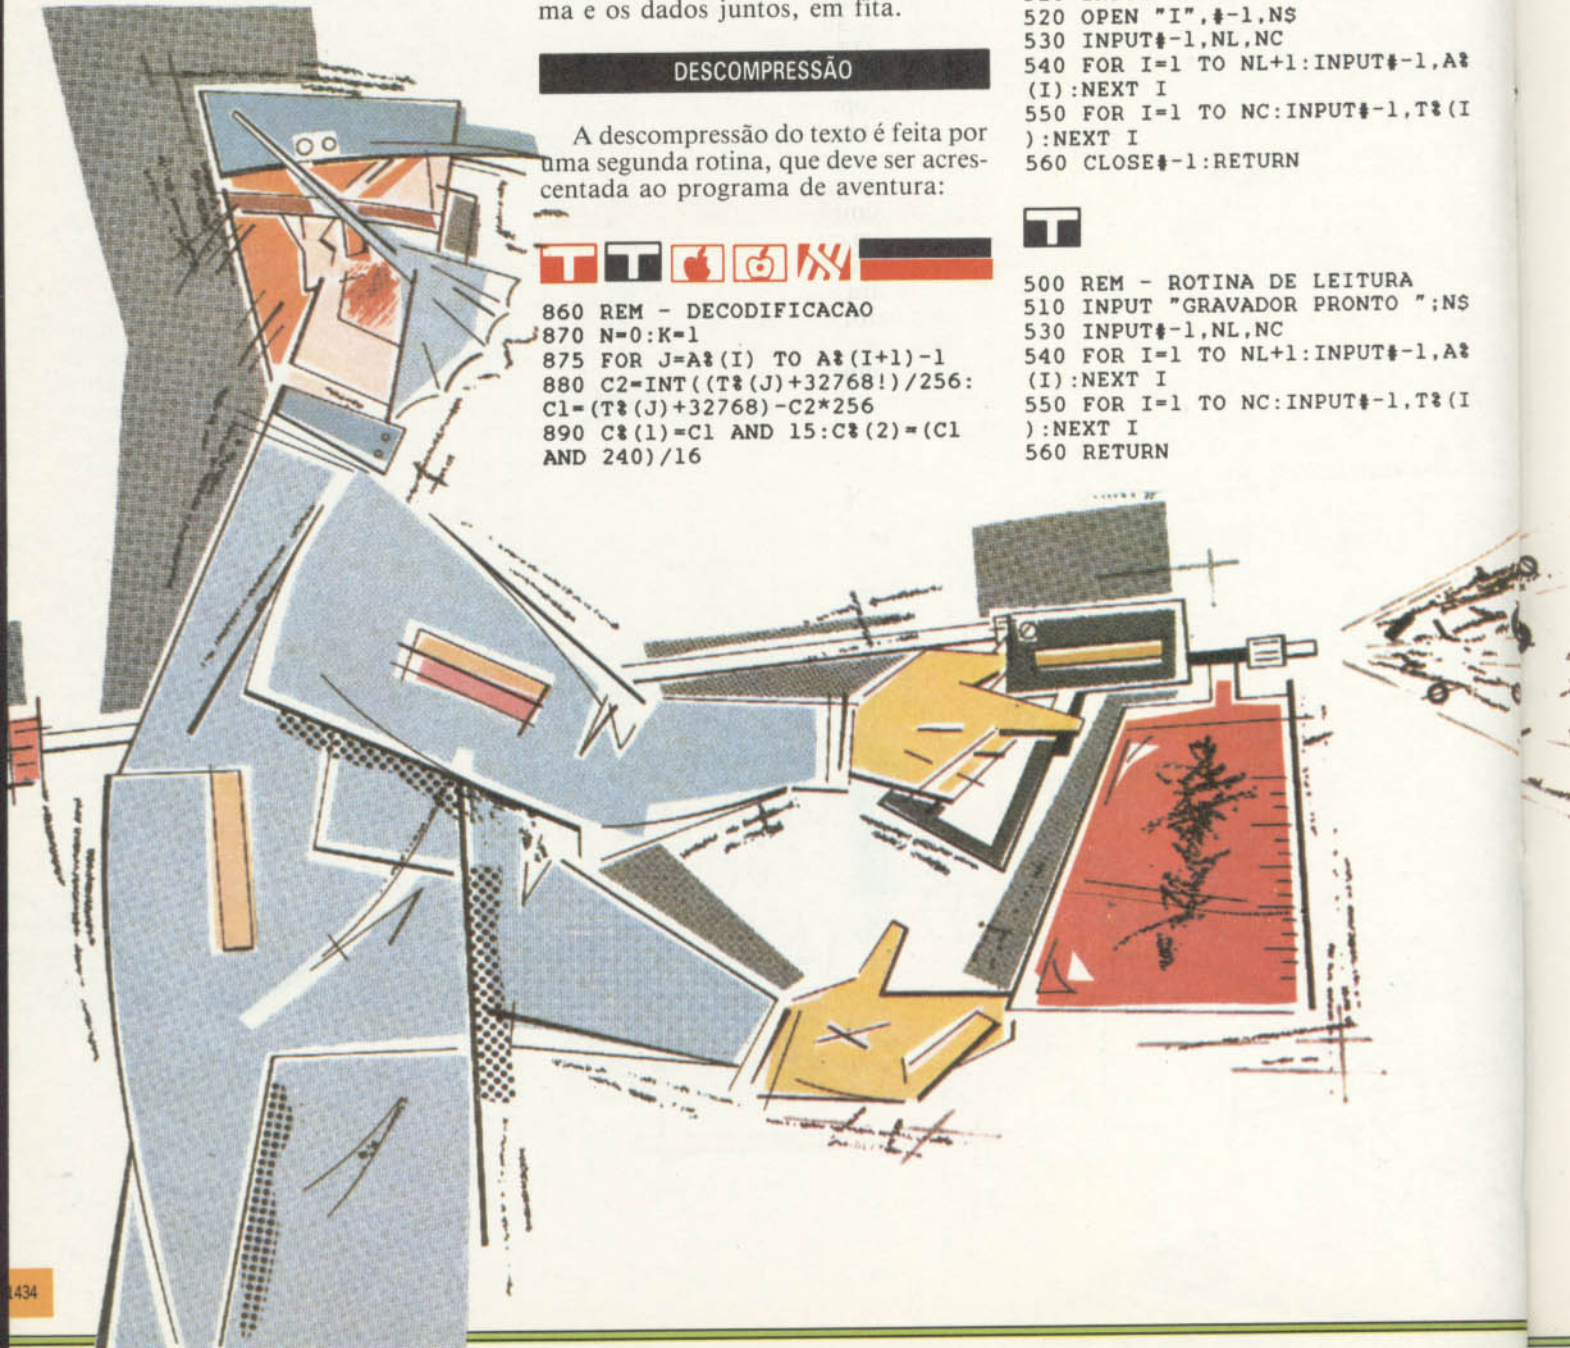 ma e os dados juntos, em fita.
DESCOMPRESSÃO
A descompressão do texto é feita por
uma segunda rotina, que deve ser acres-
centada ao programa de aventura:
T T
860 REM - DECODIFICACAO
870 N=0:K=1
875 FOR J=A%(I) TO A%(I+1)-1
880 C2=INT((T%(J)+32768!)/256:
C1=(T%(J)+32768)-C2*256
890 C%(1)=C1 AND 15:C%(2)=(C1
AND 240)/16
520 OPEN "I",#-1,N$
530 INPUT#-1,NL,NC
540 FOR I=1 TO NL+1:INPUT#-1,A%
(I):NEXT I
550 FOR I=1 TO NC:INPUT#-1,T%(I
):NEXT I
560 CLOSE#-1:RETURN
T
500 REM - ROTINA DE LEITURA
510 INPUT "GRAVADOR PRONTO ";N$
530 INPUT#-1,NL,NC
540 FOR I=1 TO NL+1:INPUT#-1,A%
(I):NEXT I
550 FOR I=1 TO NC:INPUT#-1,T%(I
):NEXT I
560 RETURN
1434